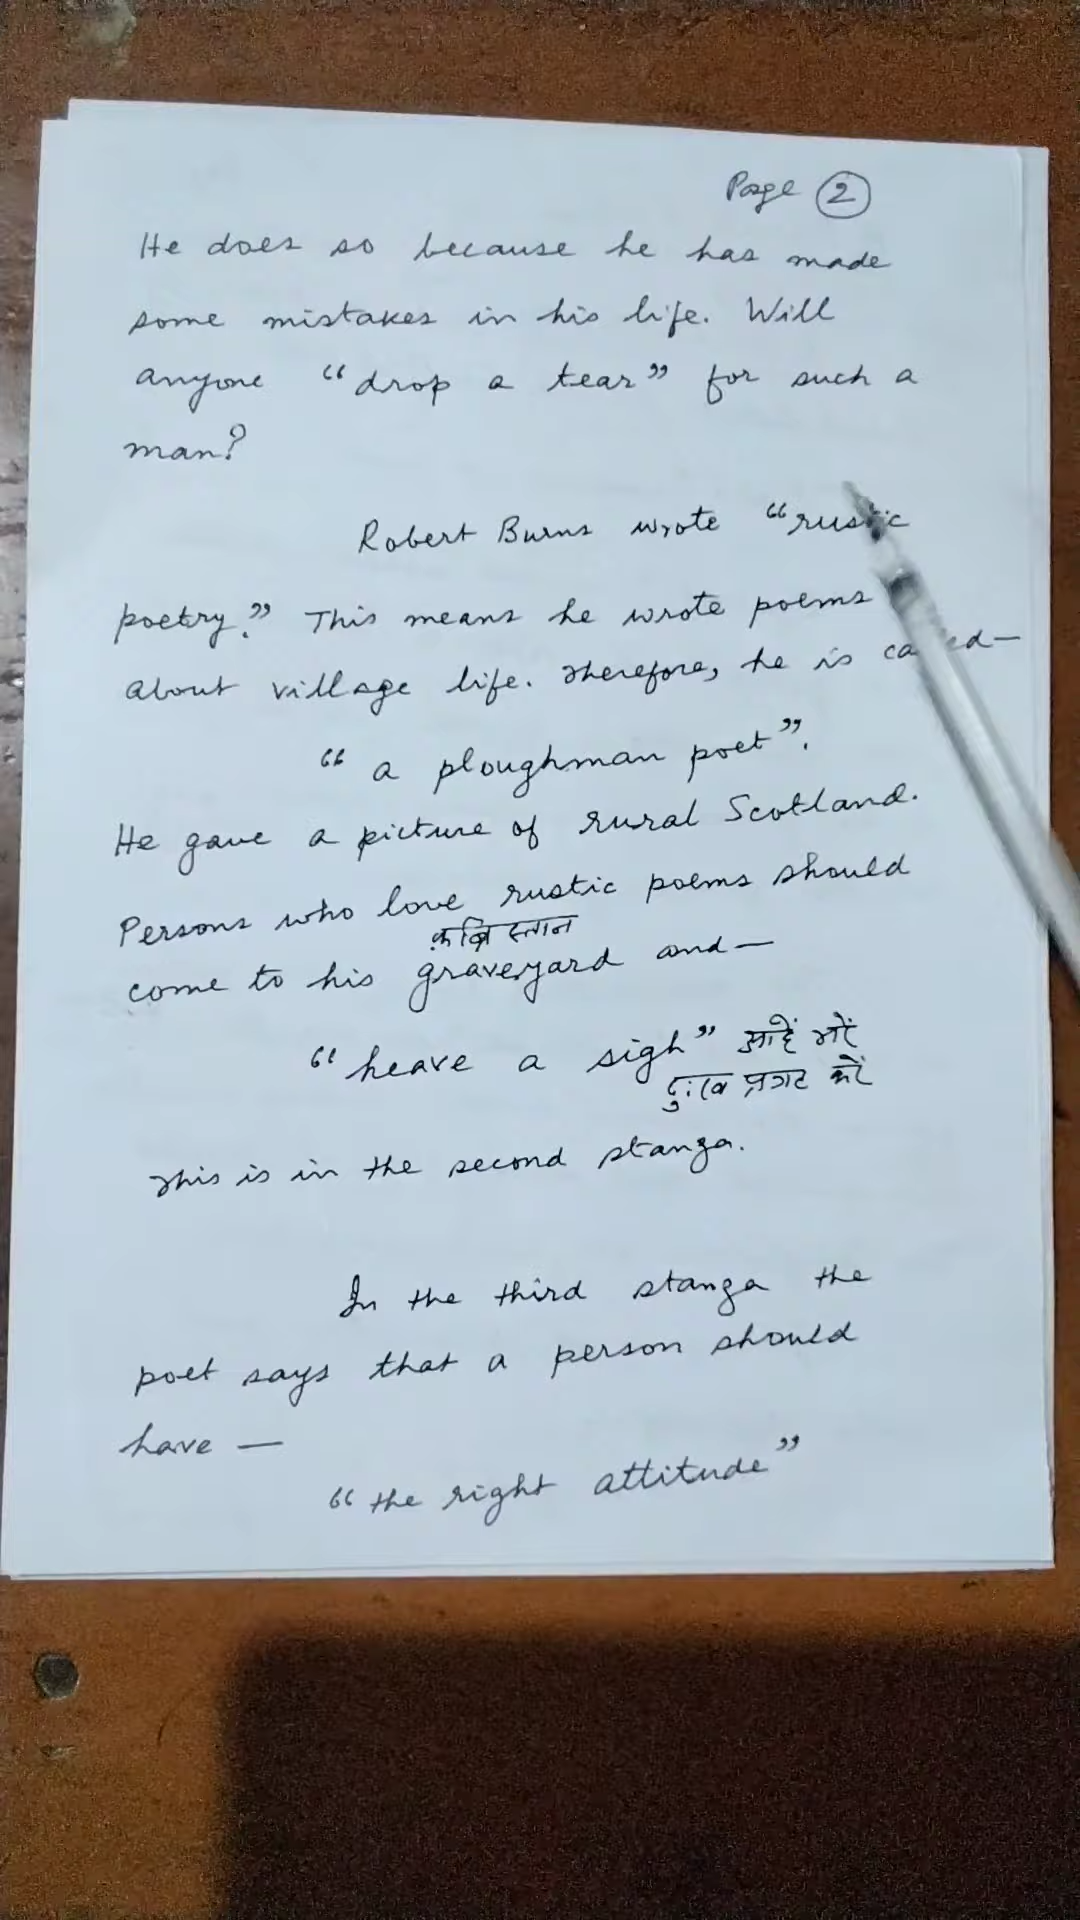 Page 2
He does so because he has made
some mistakes in his life. Will
anyone “drop a tear” for such a
man?
Robert Burns wrote “rustic
poetry.” This means he wrote poems
about village life. Therefore, he is called—
“a ploughman poet”.
He gave a picture of rural Scotland.
Persons who love rustic poems should
कब्रिस्तान
come to his graveyard and—
“heave a sigh” आहें भरें
दुःख प्रगट करें
This is in the second stanza.
In the third stanza the
poet says that a person should
have —
“the right attitude”